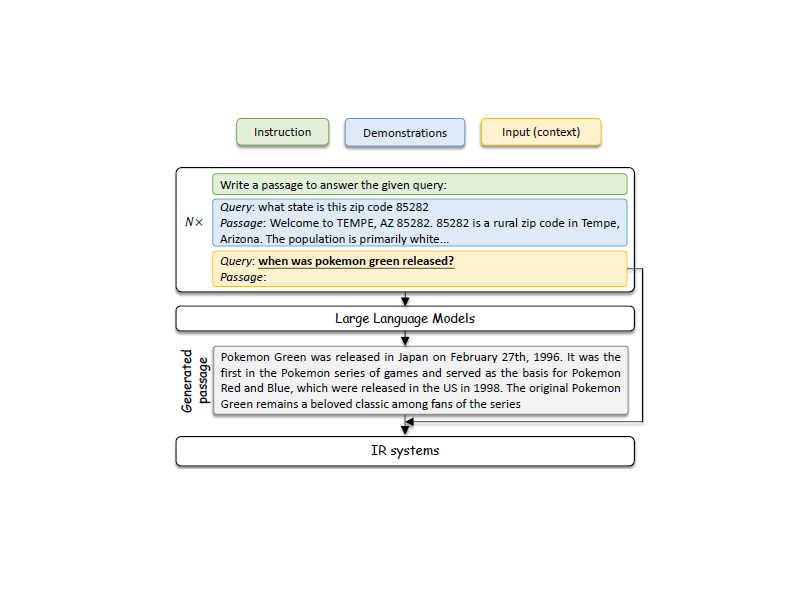 Instruction
Demonstrations
Input (context)
Write a passage to answer the given query:
N×
Query: what state is this zip code 85282
Passage: Welcome to TEMPE, AZ 85282. 85282 is a rural zip code in Tempe,
Arizona. The population is primarily white...
Query: when was pokemon green released?
Passage:
Large Language Models
Generated
passage
Pokemon Green was released in Japan on February 27th, 1996. It was the
first in the Pokemon series of games and served as the basis for Pokemon
Red and Blue, which were released in the US in 1998. The original Pokemon
Green remains a beloved classic among fans of the series
IR systems